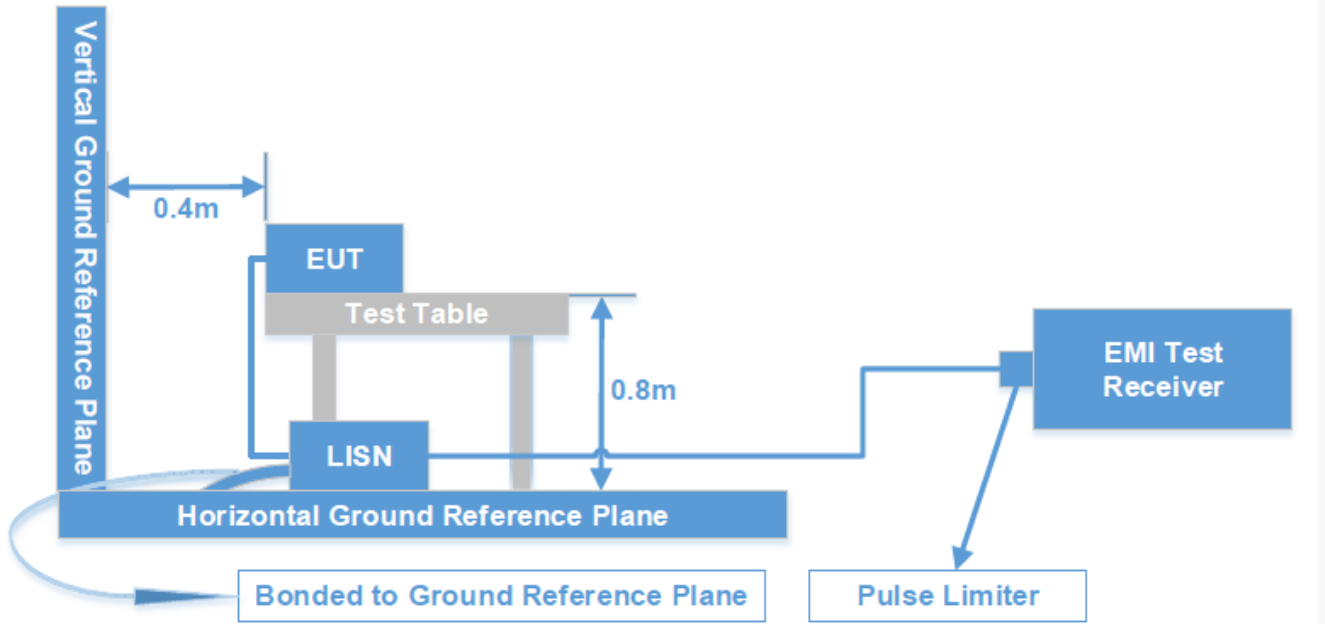 Vertical Ground Reference Plane
0.4m
EUT
Test Table
0.8m
EMI Test
Receiver
LISN
Horizontal Ground Reference Plane
Bonded to Ground Reference Plane
Pulse Limiter